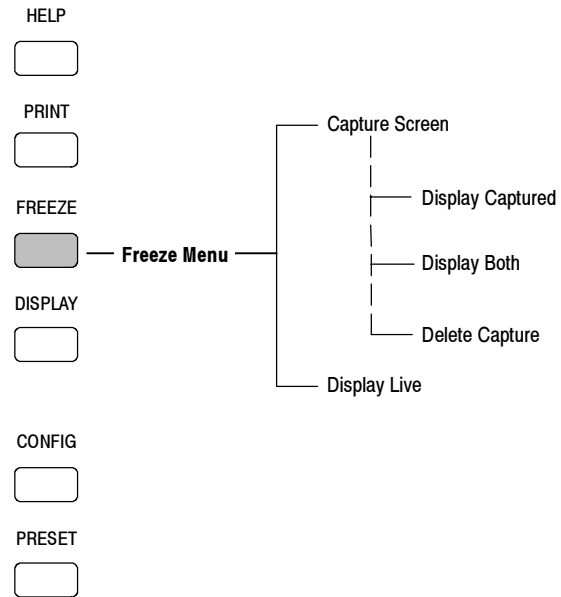 HELP
PRINT
Capture Screen
FREEZE
Display Captured
Freeze Menu
Display Both
DISPLAY
Delete Capture
Display Live
CONFIG
PRESET